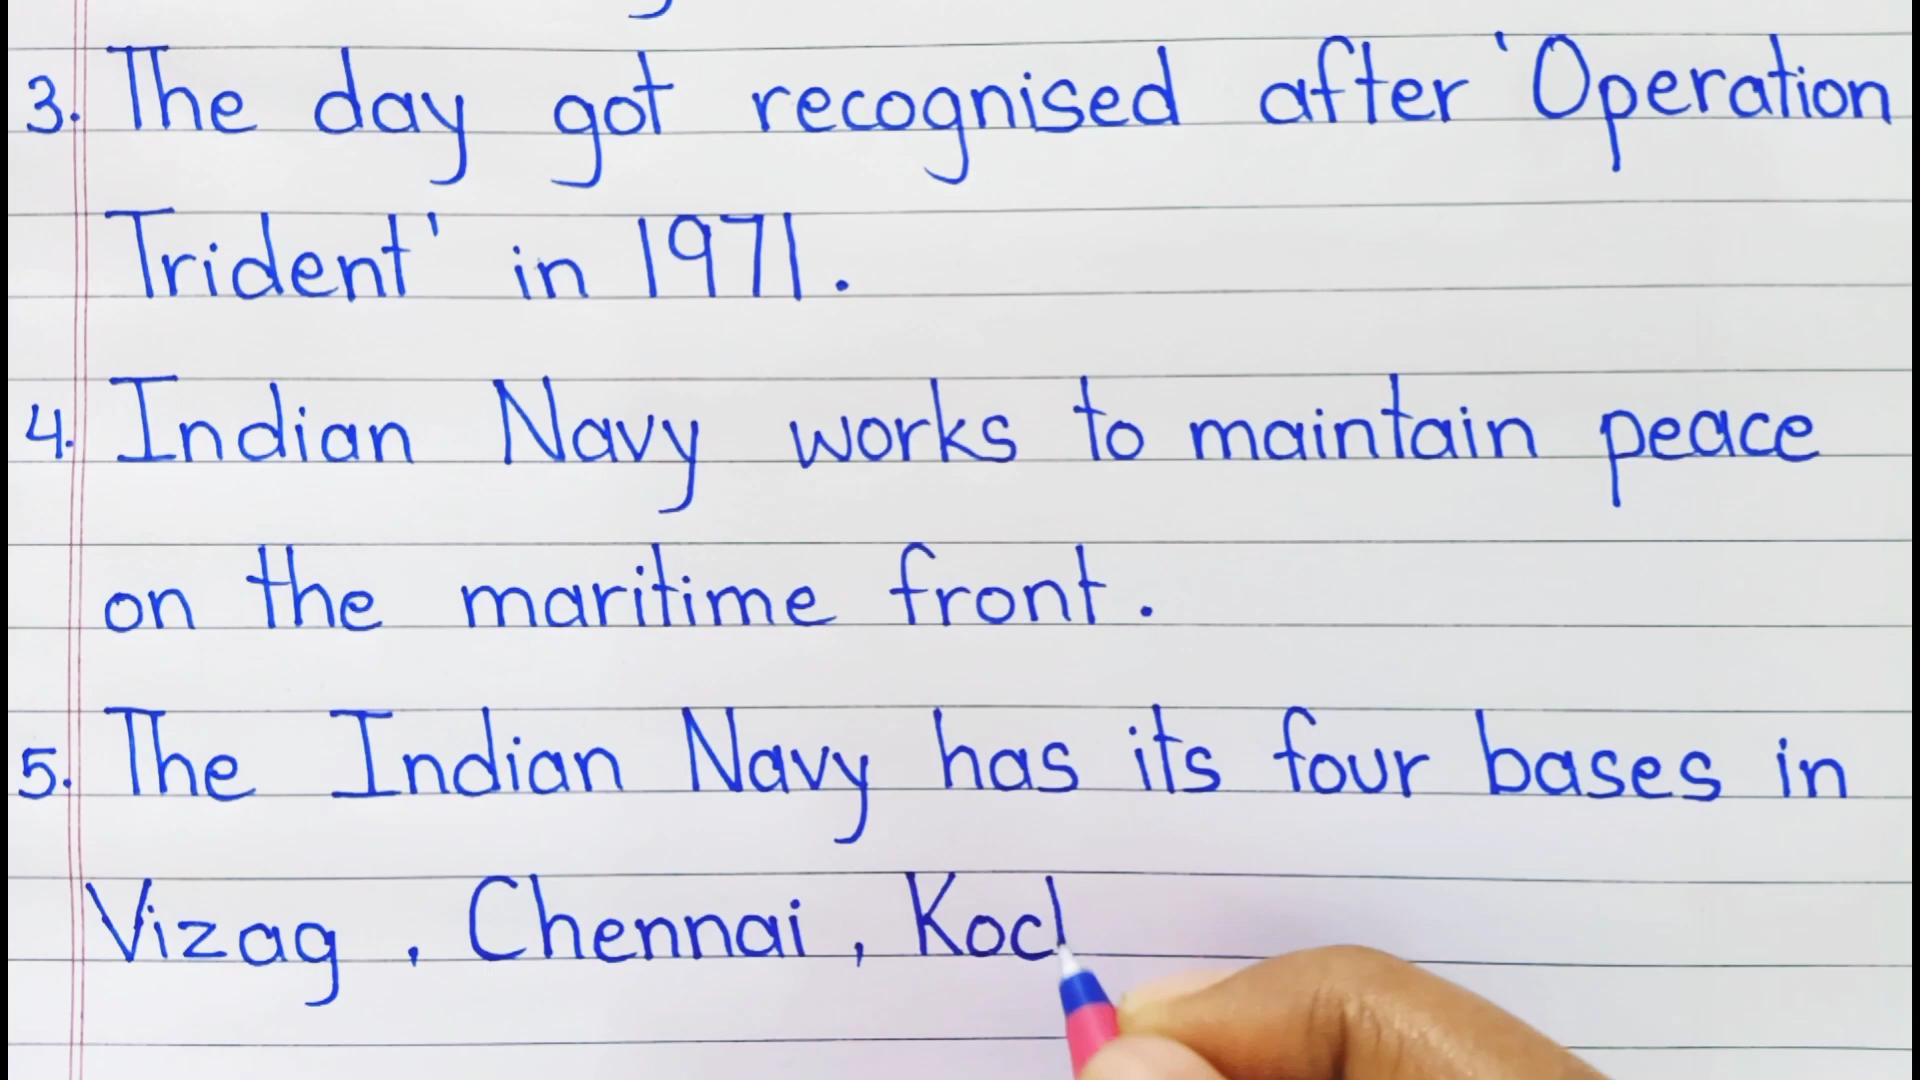 3. The day got recognised after 'Operation
Trident' in 1971.
4. Indian Navy works to maintain peace
on the maritime front.
5. The Indian Navy has its four bases in
Vizag, Chennai, Koch